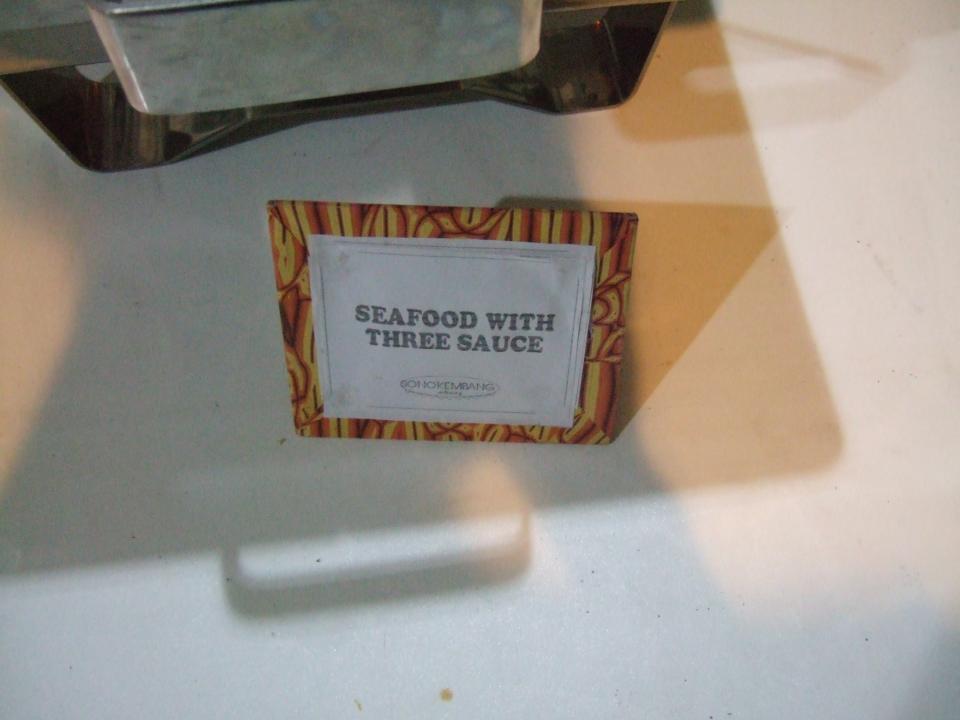 SEAFOOD WITH
THREE SAUCE
SONOKEMBANG